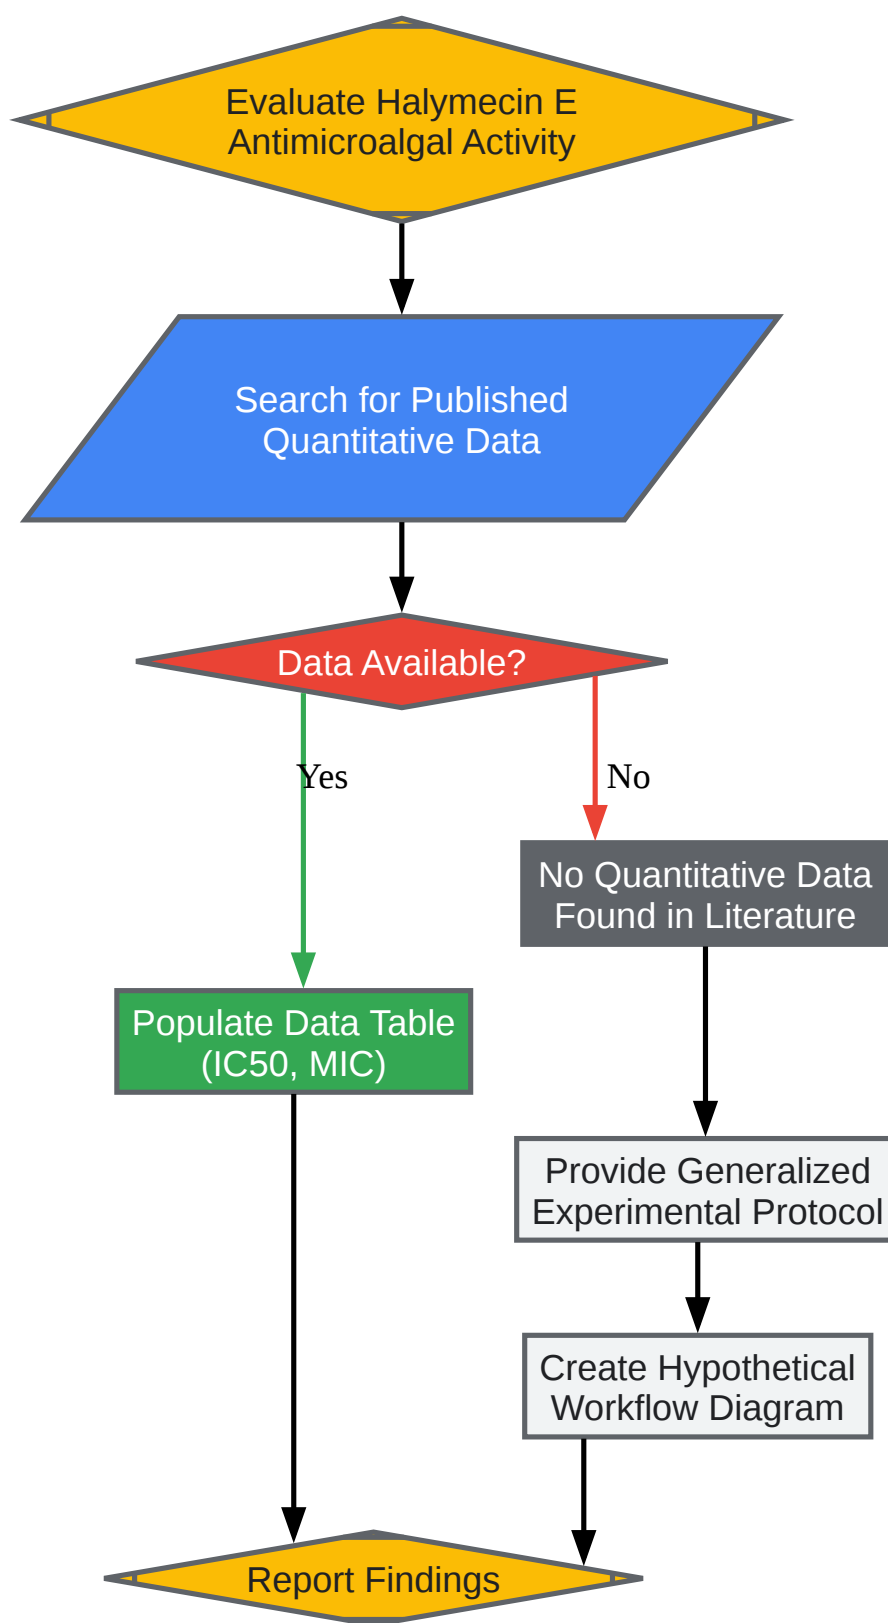 Evaluate Halymecin E
Antimicroalgal Activity
Search for Published
Quantitative Data
Data Available?
Yes
No
No Quantitative Data
Found in Literature
Populate Data Table
(IC50, MIC)
Provide Generalized
Experimental Protocol
Create Hypothetical
Workflow Diagram
Report Findings